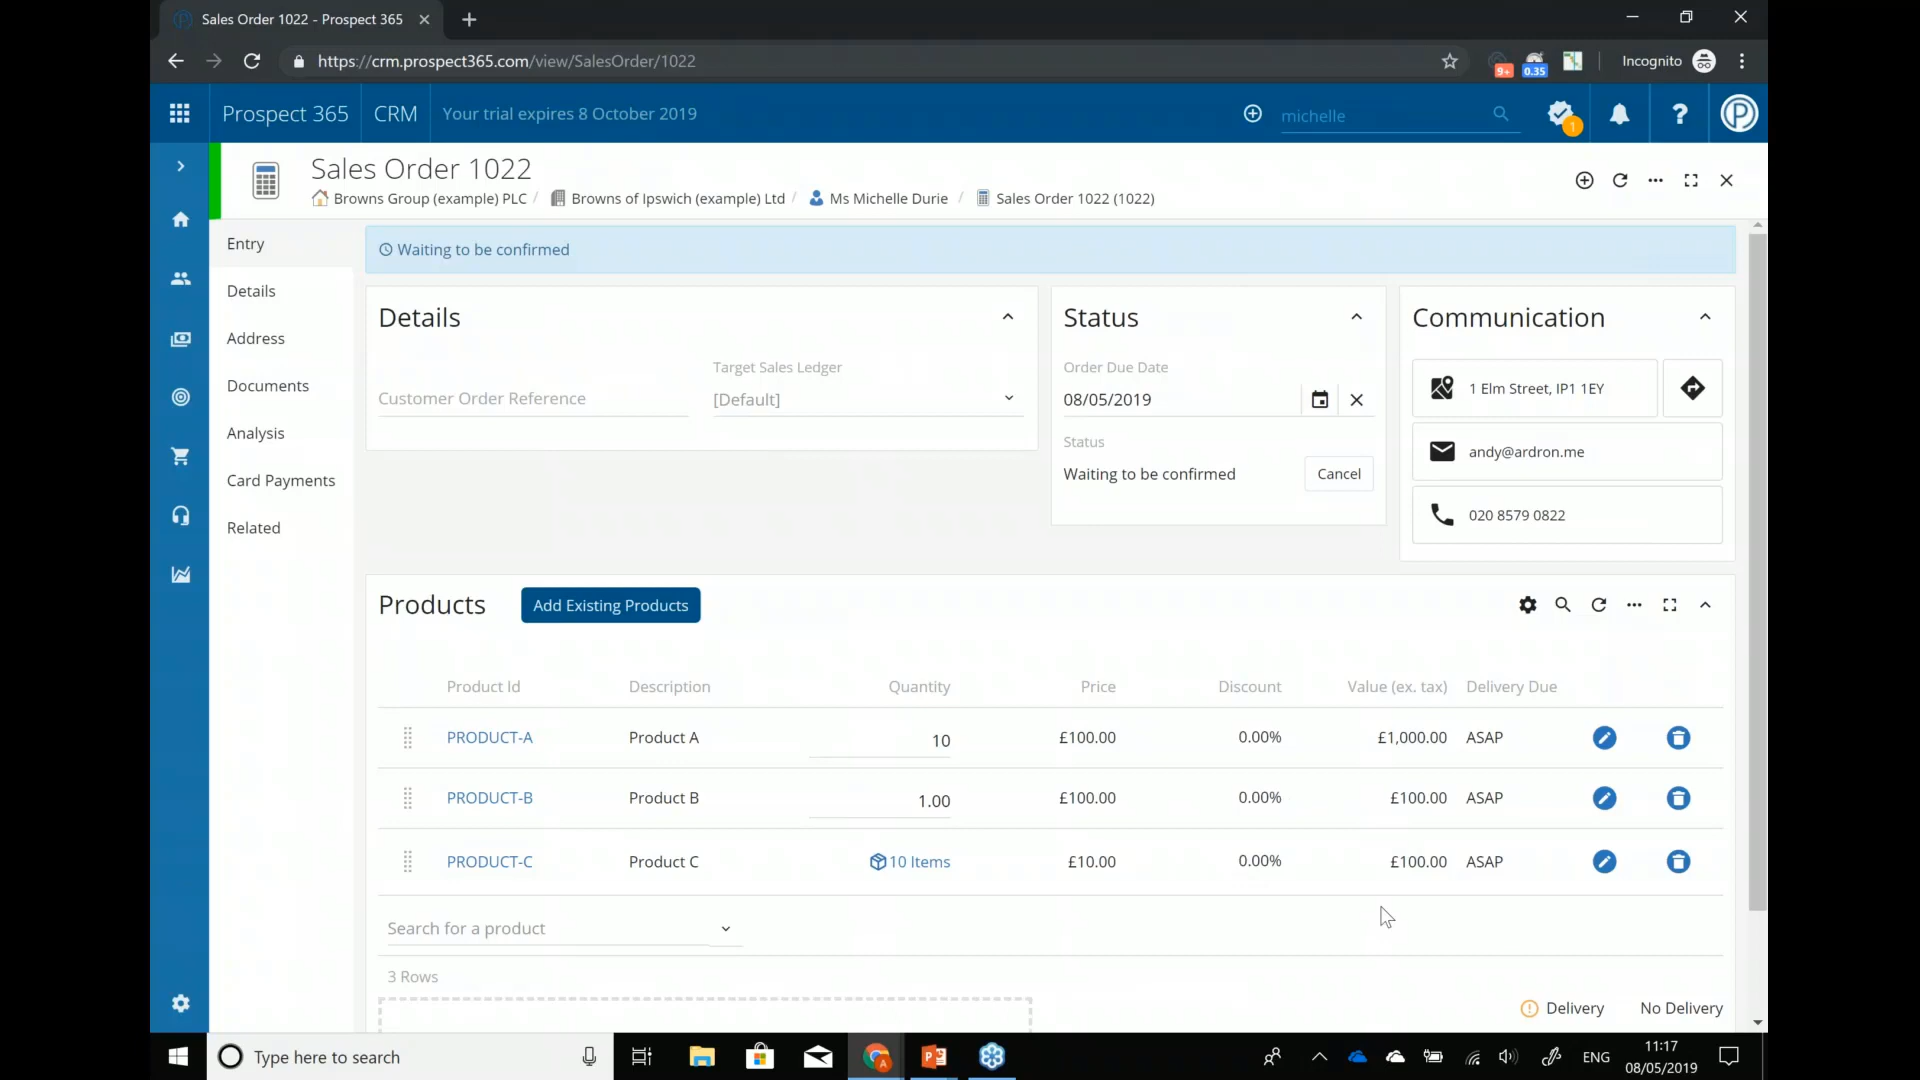 Sales Order 1022 - Prospect 365
https://crm.prospect365.com/view/SalesOrder/1022
9+
0.35
Incognito
Prospect 365
CRM
Your trial expires 8 October 2019
michelle
1
?
P
Sales Order 1022
Browns Group (example) PLC / Browns of Ipswich (example) Ltd / Ms Michelle Durie / Sales Order 1022 (1022)
Entry
Details
Address
Documents
Analysis
Card Payments
Related
Waiting to be confirmed
Details
Customer Order Reference
Target Sales Ledger
[Default]
Status
Order Due Date
08/05/2019
Status
Waiting to be confirmed
Cancel
Communication
1 Elm Street, IP1 1EY
andy@ardron.me
020 8579 0822
Products
Add Existing Products
Product Id Description Quantity Price Discount Value (ex. tax) Delivery Due
PRODUCT-A Product A 10 £100.00 0.00% £1,000.00 ASAP
PRODUCT-B Product B 1.00 £100.00 0.00% £100.00 ASAP
PRODUCT-C Product C 10 Items £10.00 0.00% £100.00 ASAP
Search for a product
3 Rows
Delivery No Delivery
Type here to search
A
ENG
11:17
08/05/2019